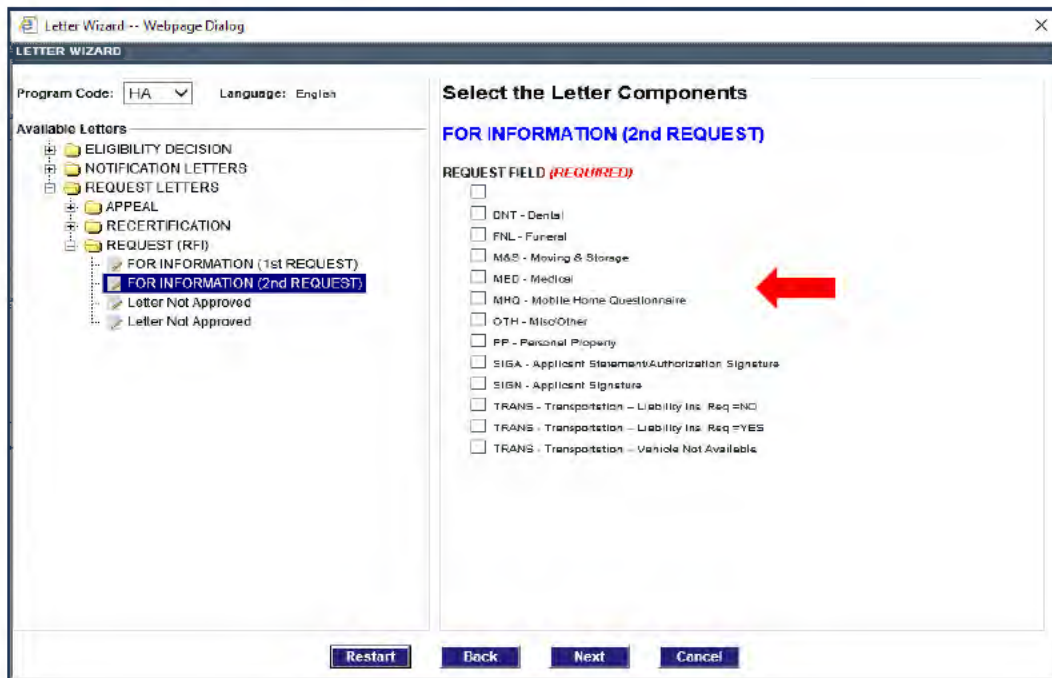 Letter Wizard -- Webpage Dialog
LETTER WIZARD
Program Code: HA
Language: English
Available Letters
ELIGIBILITY DECISION
NOTIFICATION LETTERS
REQUEST LETTERS
APPEAL
RECERTIFICATION
REQUEST (RFI)
FOR INFORMATION (1st REQUEST)
FOR INFORMATION (2nd REQUEST)
Letter Not Approved
Letter Not Approved
Select the Letter Components
FOR INFORMATION (2nd REQUEST)
REQUEST FIELD (REQUIRED)
DNT - Dental
FNL - Funeral
M&S - Moving & Storage
MED - Medical
MHQ - Mobile Home Questionnaire
OTH - Misc/Other
PP - Personal Property
SIGA - Applicant Statement/Authorization Signature
SIGN - Applicant Signature
TRANS - Transportation – Liability Ins. Req =NO
TRANS - Transportation – Liability Ins. Req =YES
TRANS - Transportation – Vehicle Not Available
Restart Back Next Cancel